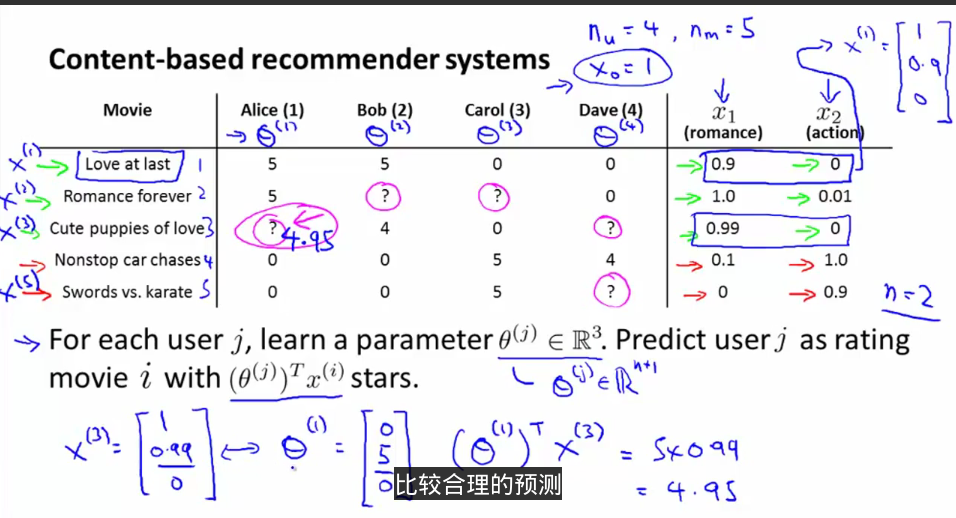 n_u = 4 , n_m = 5
x^(1) = [1 0.9 0]
Content-based recommender systems
→ x_0 = 1
Movie Alice (1) Bob (2) Carol (3) Dave (4) x_1 (romance) x_2 (action)
→ θ^(1) θ^(2) θ^(3) θ^(4)
x^(1) → Love at last 1 5 5 0 0 → 0.9 → 0
x^(2) → Romance forever 2 5 ? ? 0 → 1.0 → 0.01
x^(3) → Cute puppies of love 3 ? 4.95 4 0 ? → 0.99 → 0
→ Nonstop car chases 4 0 0 5 4 → 0.1 → 1.0
x^(5) → Swords vs. karate 5 0 0 5 ? → 0 → 0.9
n = 2
→ For each user j, learn a parameter θ^(j) ∈ ℝ^3. Predict user j as rating
movie i with (θ^(j))^T x^(i) stars.
θ^(j) ∈ ℝ^n+1
x^(3) = [1 0.99 0] ↔ θ^(1) = [0 5 0] (θ^(1))^T x^(3) = 5×0.99
= 4.95
比较合理的预测